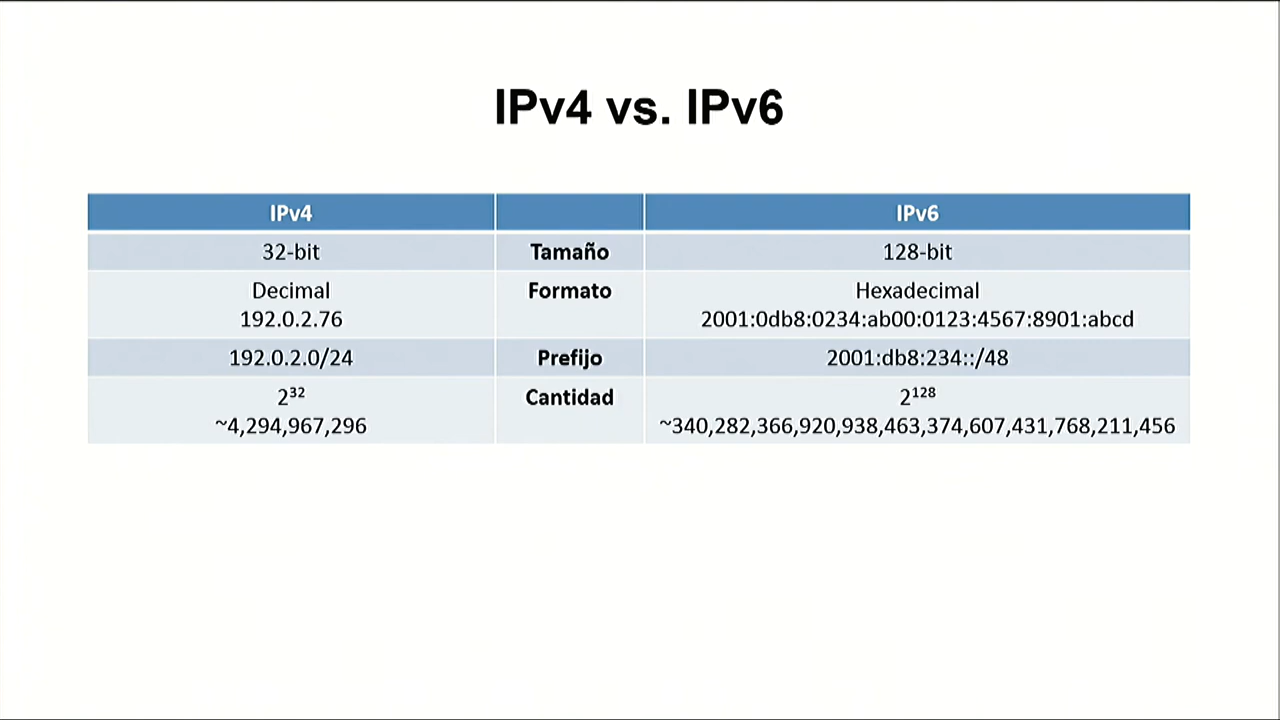 IPv4 vs. IPv6
IPv4 IPv6
32-bit Tamaño 128-bit
Decimal Formato Hexadecimal
192.0.2.76 2001:0db8:0234:ab00:0123:4567:8901:abcd
192.0.2.0/24 Prefijo 2001:db8:234::/48
2³² Cantidad 2¹²⁸
~4,294,967,296 ~340,282,366,920,938,463,374,607,431,768,211,456